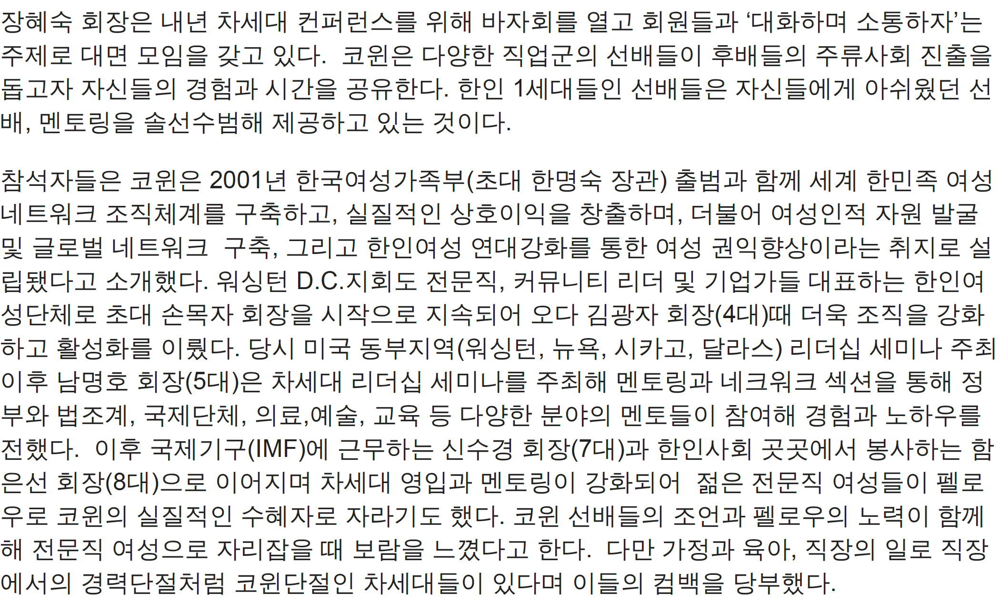 장혜숙 회장은 내년 차세대 컨퍼런스를 위해 바자회를 열고 회원들과 ‘대화하며 소통하자’는
주제로 대면 모임을 갖고 있다.  코윈은 다양한 직업군의 선배들이 후배들의 주류사회 진출을
돕고자 자신들의 경험과 시간을 공유한다. 한인 1세대들인 선배들은 자신들에게 아쉬웠던 선
배, 멘토링을 솔선수범해 제공하고 있는 것이다.
참석자들은 코윈은 2001년 한국여성가족부(초대 한명숙 장관) 출범과 함께 세계 한민족 여성
네트워크 조직체계를 구축하고, 실질적인 상호이익을 창출하며, 더불어 여성인적 자원 발굴
및 글로벌 네트워크  구축, 그리고 한인여성 연대강화를 통한 여성 권익향상이라는 취지로 설
립됐다고 소개했다. 워싱턴 D.C.지회도 전문직, 커뮤니티 리더 및 기업가들 대표하는 한인여
성단체로 초대 손목자 회장을 시작으로 지속되어 오다 김광자 회장(4대)때 더욱 조직을 강화
하고 활성화를 이뤘다. 당시 미국 동부지역(워싱턴, 뉴욕, 시카고, 달라스) 리더십 세미나 주최
이후 남명호 회장(5대)은 차세대 리더십 세미나를 주최해 멘토링과 네크워크 섹션을 통해 정
부와 법조계, 국제단체, 의료,예술, 교육 등 다양한 분야의 멘토들이 참여해 경험과 노하우를
전했다.  이후 국제기구(IMF)에 근무하는 신수경 회장(7대)과 한인사회 곳곳에서 봉사하는 함
은선 회장(8대)으로 이어지며 차세대 영입과 멘토링이 강화되어  젊은 전문직 여성들이 펠로
우로 코윈의 실질적인 수혜자로 자라기도 했다. 코윈 선배들의 조언과 펠로우의 노력이 함께
해 전문직 여성으로 자리잡을 때 보람을 느꼈다고 한다.  다만 가정과 육아, 직장의 일로 직장
에서의 경력단절처럼 코윈단절인 차세대들이 있다며 이들의 컴백을 당부했다.